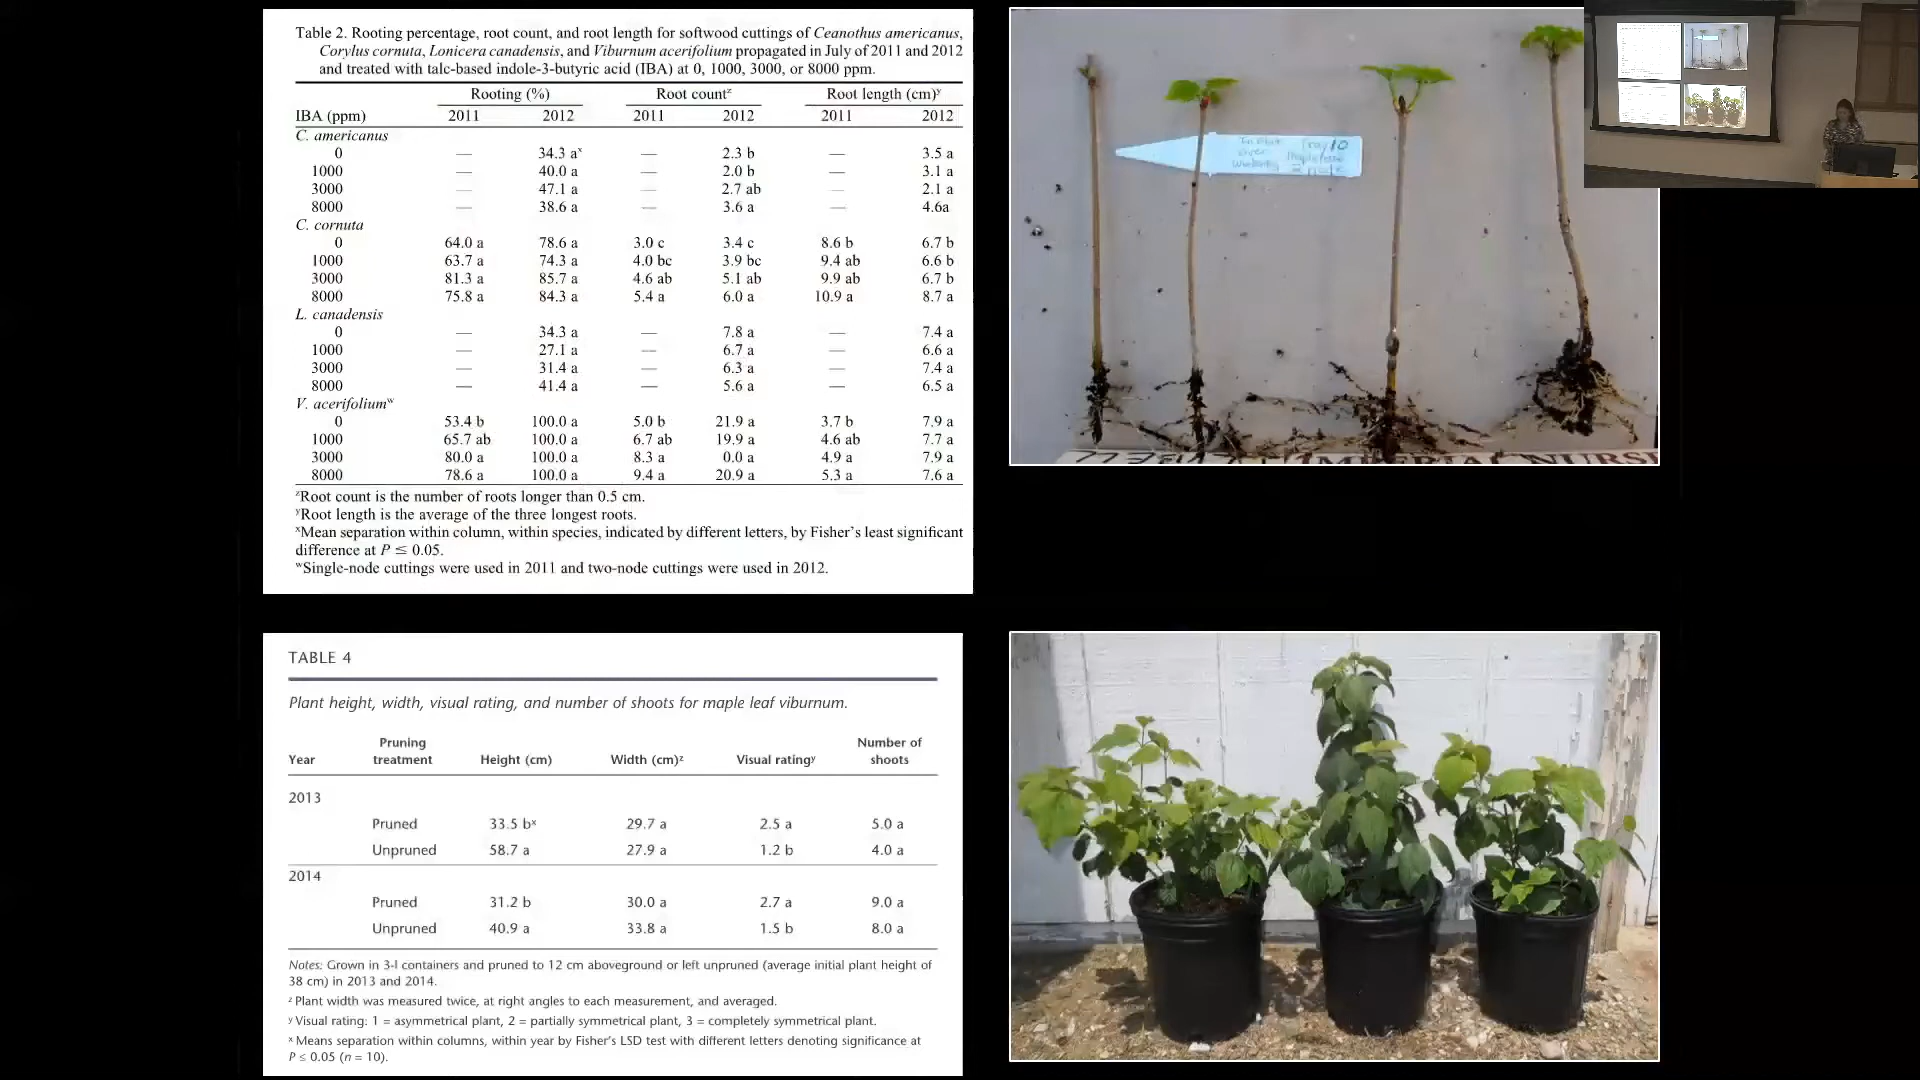 Table 2. Rooting percentage, root count, and root length for softwood cuttings of Ceanothus americanus,
Corylus cornuta, Lonicera canadensis, and Viburnum acerifolium propagated in July of 2011 and 2012
and treated with talc-based indole-3-butyric acid (IBA) at 0, 1000, 3000, or 8000 ppm.
Rooting (%) Root countᶻ Root length (cm)ʸ
IBA (ppm) 2011 2012 2011 2012 2011 2012
C. americanus
0 — 34.3 aˣ — 2.3 b — 3.5 a
1000 — 40.0 a — 2.0 b — 3.1 a
3000 — 47.1 a — 2.7 ab — 2.1 a
8000 — 38.6 a — 3.6 a — 4.6a
C. cornuta
0 64.0 a 78.6 a 3.0 c 3.4 c 8.6 b 6.7 b
1000 63.7 a 74.3 a 4.0 bc 3.9 bc 9.4 ab 6.6 b
3000 81.3 a 85.7 a 4.6 ab 5.1 ab 9.9 ab 6.7 b
8000 75.8 a 84.3 a 5.4 a 6.0 a 10.9 a 8.7 a
L. canadensis
0 — 34.3 a — 7.8 a — 7.4 a
1000 — 27.1 a — 6.7 a — 6.6 a
3000 — 31.4 a — 6.3 a — 7.4 a
8000 — 41.4 a — 5.6 a — 6.5 a
V. acerifoliumʷ
0 53.4 b 100.0 a 5.0 b 21.9 a 3.7 b 7.9 a
1000 65.7 ab 100.0 a 6.7 ab 19.9 a 4.6 ab 7.7 a
3000 80.0 a 100.0 a 8.3 a 0.0 a 4.9 a 7.9 a
8000 78.6 a 100.0 a 9.4 a 20.9 a 5.3 a 7.6 a
ᶻRoot count is the number of roots longer than 0.5 cm.
ʸRoot length is the average of the three longest roots.
ˣMean separation within column, within species, indicated by different letters, by Fisher's least significant
difference at P ≤ 0.05.
ʷSingle-node cuttings were used in 2011 and two-node cuttings were used in 2012.
Tray 10
over
IMPERIAL NURS
TABLE 4
Plant height, width, visual rating, and number of shoots for maple leaf viburnum.
Year Pruning treatment Height (cm) Width (cm)ᶻ Visual ratingʸ Number of shoots
2013
Pruned 33.5 bˣ 29.7 a 2.5 a 5.0 a
Unpruned 58.7 a 27.9 a 1.2 b 4.0 a
2014
Pruned 31.2 b 30.0 a 2.7 a 9.0 a
Unpruned 40.9 a 33.8 a 1.5 b 8.0 a
Notes: Grown in 3-l containers and pruned to 12 cm aboveground or left unpruned (average initial plant height of
38 cm) in 2013 and 2014.
ᶻ Plant width was measured twice, at right angles to each measurement, and averaged.
ʸ Visual rating: 1 = asymmetrical plant, 2 = partially symmetrical plant, 3 = completely symmetrical plant.
ˣ Means separation within columns, within year by Fisher's LSD test with different letters denoting significance at
P ≤ 0.05 (n = 10).